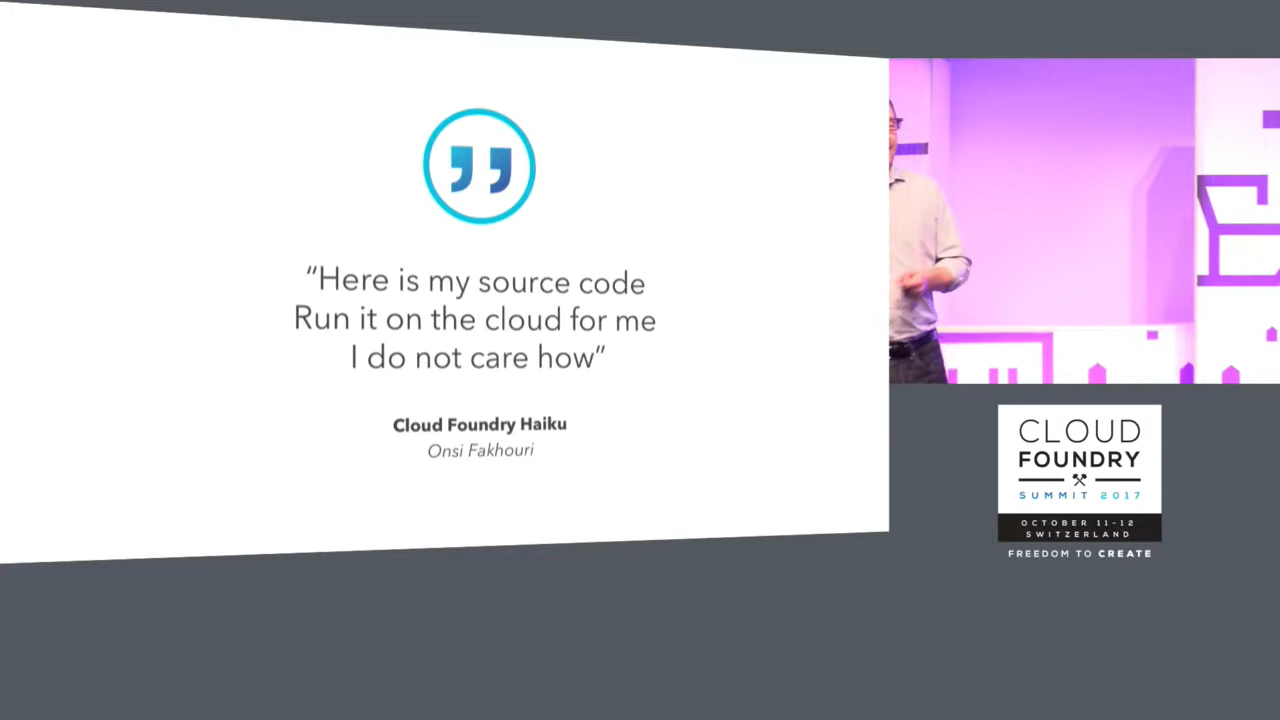 “Here is my source code
Run it on the cloud for me
I do not care how”
Cloud Foundry Haiku
Onsi Fakhouri
CLOUD
FOUNDRY
SUMMIT 2017
OCTOBER 11-12
SWITZERLAND
FREEDOM TO CREATE